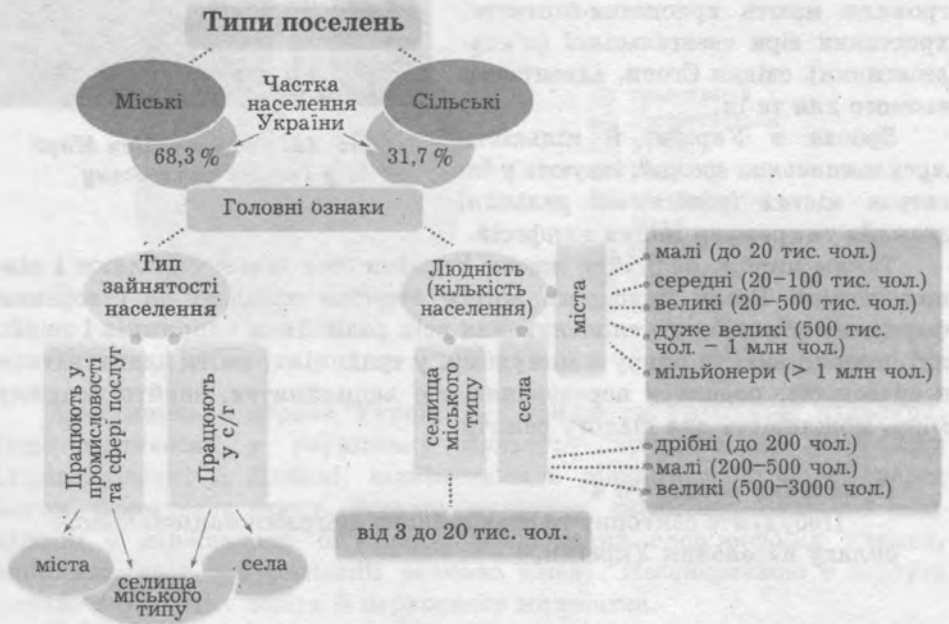 Типи поселень
Міські
Частка
населення
України
Сільські
68,3 %
31,7 %
Головні ознаки
Тип
зайнятості
населення
Людність
(кількість
населення)
міста
малі (до 20 тис. чол.)
середні (20–100 тис. чол.)
великі (20–500 тис. чол.)
дуже великі (500 тис.
чол. – 1 млн чол.)
мільйонери (> 1 млн чол.)
Працюють у
промисловості
та сфері послуг
Працюють
у с/г
селища
міського
типу
села
дрібні (до 200 чол.)
малі (200–500 чол.)
великі (500–3000 чол.)
від 3 до 20 тис. чол.
міста
селища
міського
типу
села